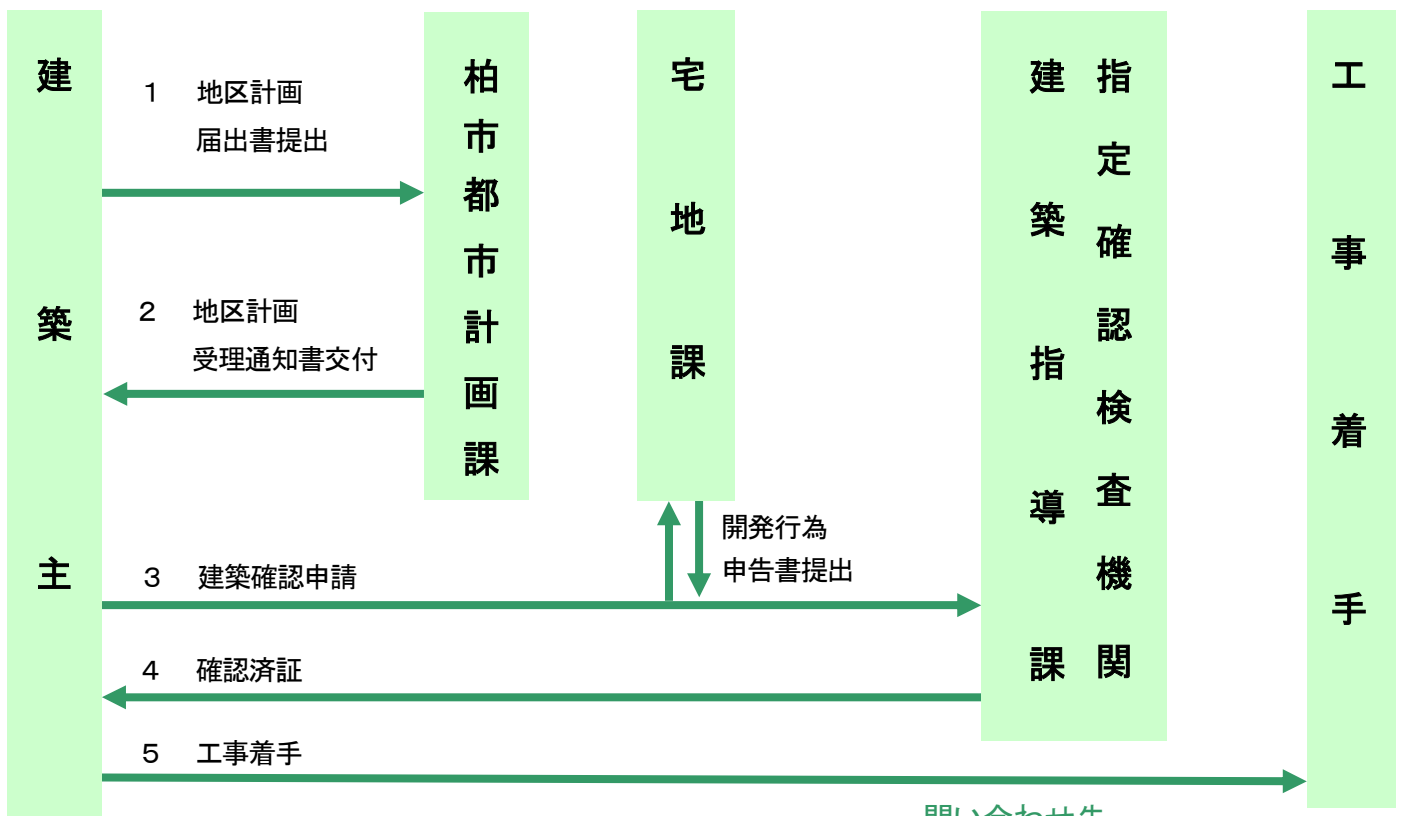 建築主
1 地区計画
届出書提出
2 地区計画
受理通知書交付
柏市都市計画課
宅地課
開発行為
申告書提出
3 建築確認申請
指定確認検査機関
建築指導課
4 確認済証
5 工事着手
工事着手